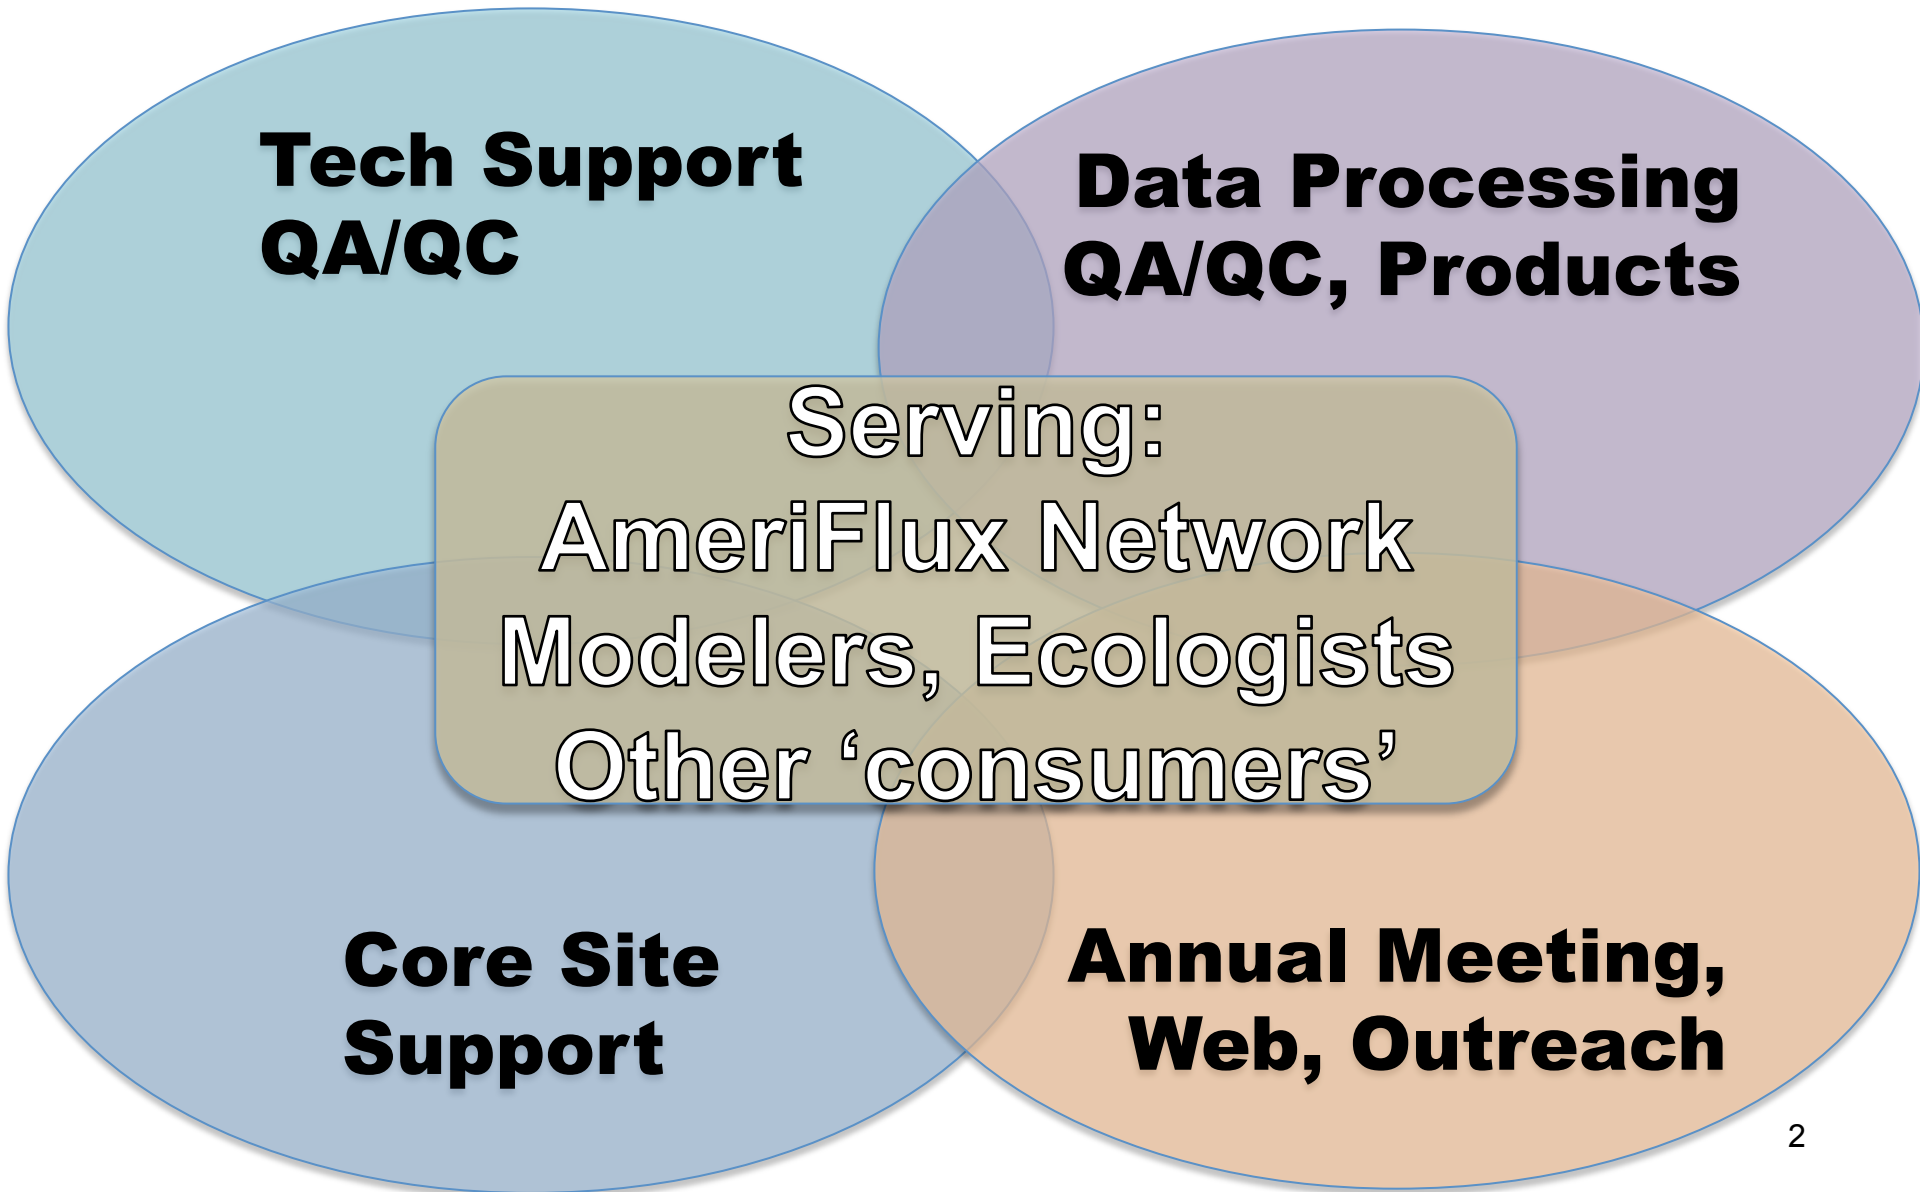 Tech Support
QA/QC
Data Processing
QA/QC, Products
Serving:
AmeriFlux Network
Modelers, Ecologists
Other ‘consumers’
Core Site
Support
Annual Meeting,
Web, Outreach
2